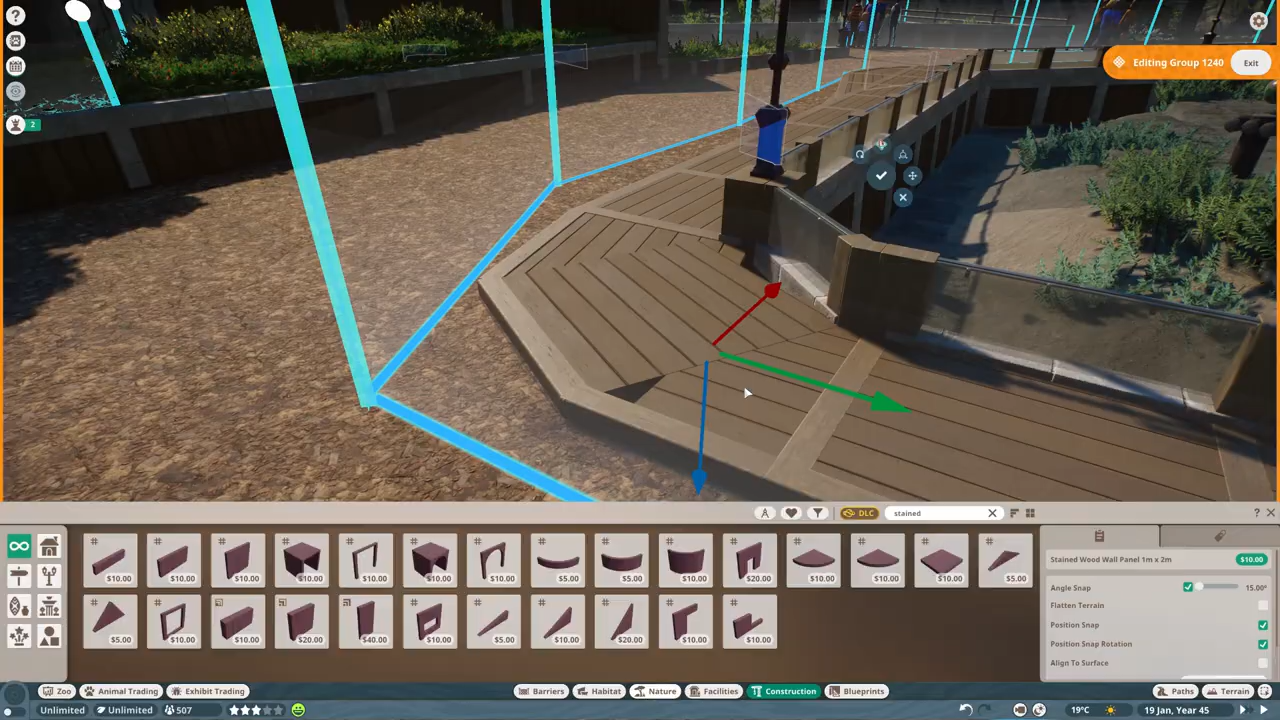 ?
Editing Group 1240
Exit
2
DLC
stained
?
$10.00 $10.00 $10.00 $10.00 $10.00 $10.00 $10.00 $5.00 $5.00 $10.00 $20.00 $10.00 $10.00 $10.00 $5.00
$5.00 $10.00 $10.00 $20.00 $40.00 $10.00 $5.00 $10.00 $20.00 $10.00 $10.00
Stained Wood Wall Panel 1m x 2m
$10.00
Angle Snap
15.00°
Flatten Terrain
Position Snap
Position Snap Rotation
Align To Surface
Zoo
Animal Trading
Exhibit Trading
Barriers
Habitat
Nature
Facilities
Construction
Blueprints
Paths
Terrain
Unlimited
Unlimited
507
19°C
19 Jan, Year 45